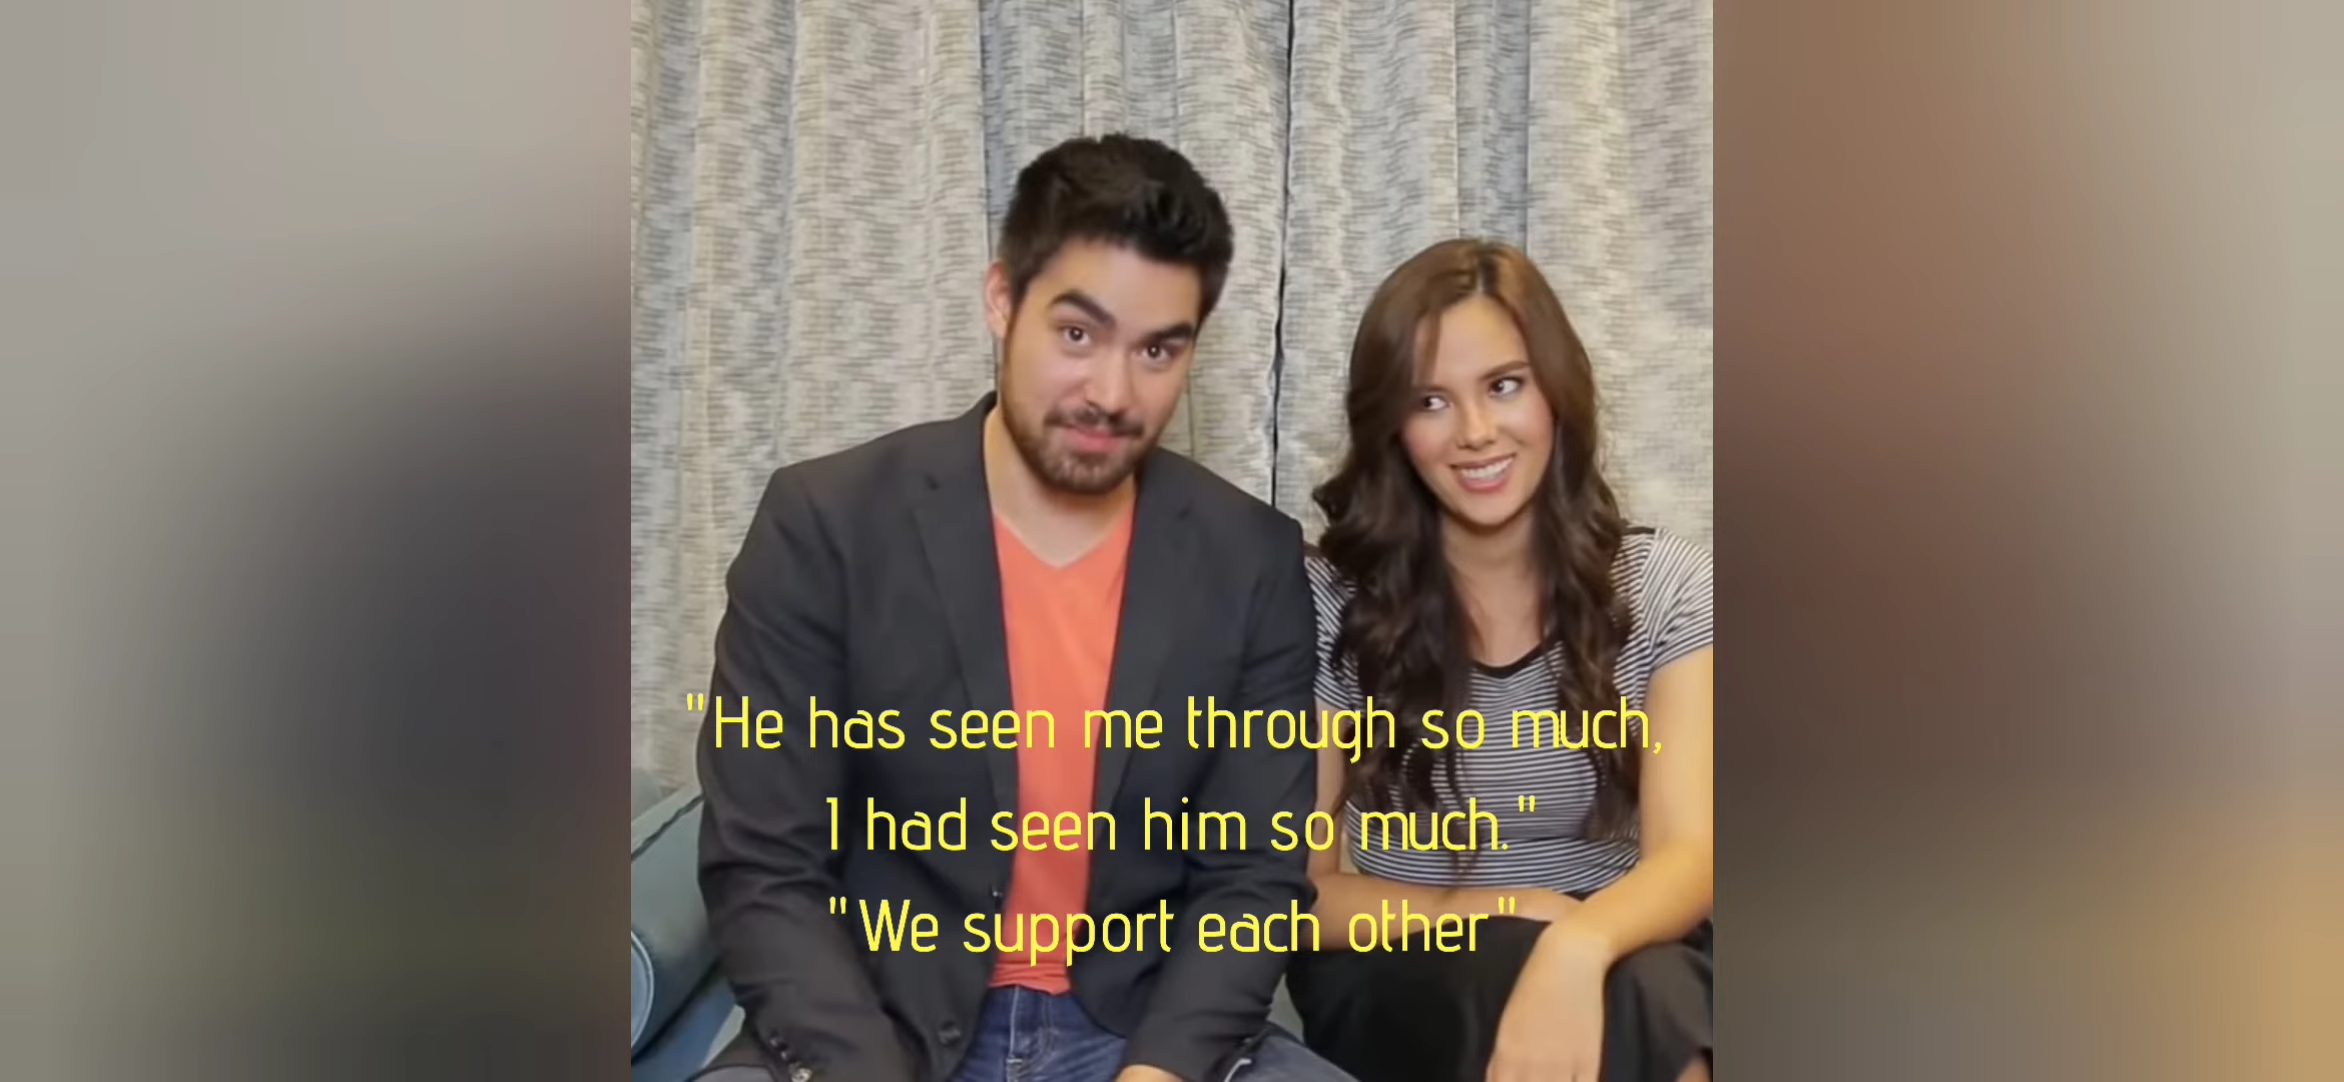 "He has seen me through so much,
I had seen him so much."
"We support each other"